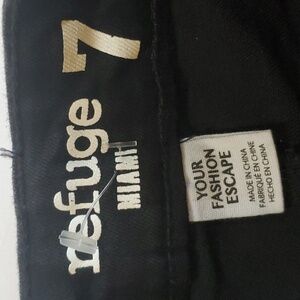 refuge 7
MIAMI
YOUR
FASHION
ESCAPE
MADE IN CHINA
FABRIQUÉ EN CHINE
HECHO EN CHINA